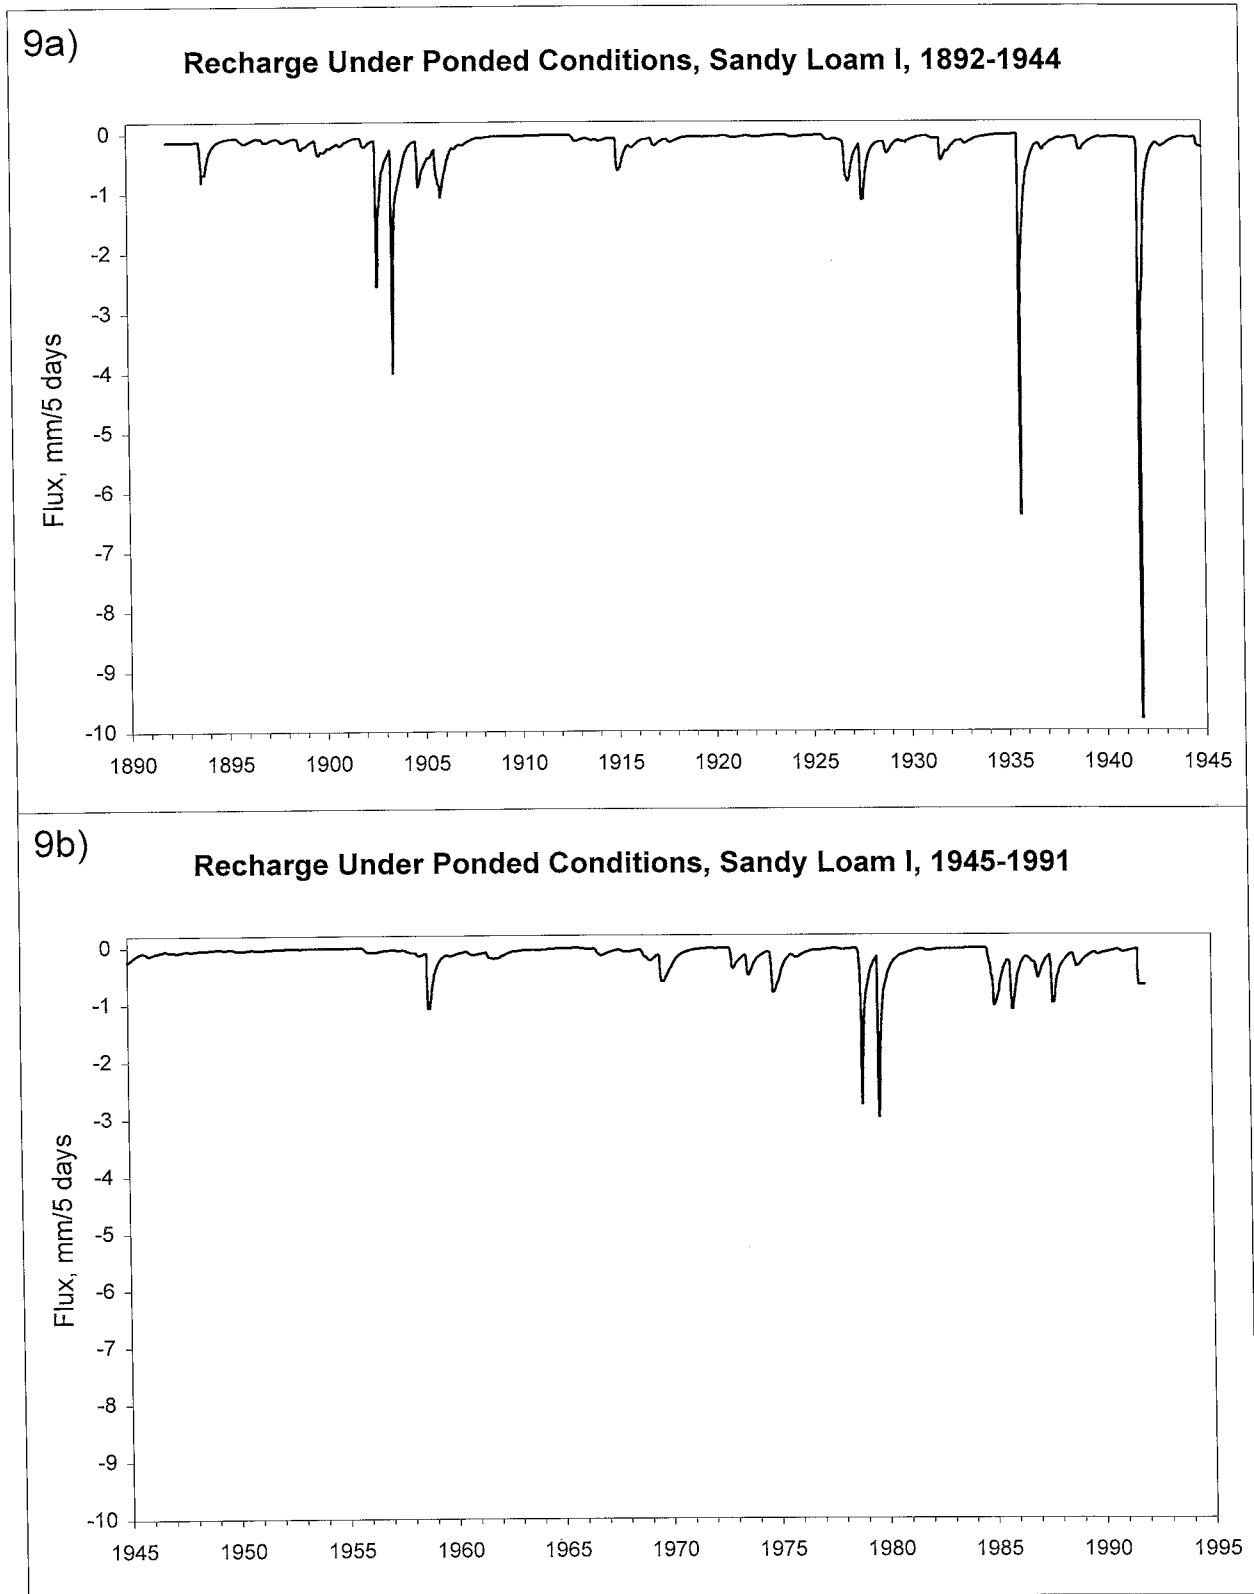 9a)
Recharge Under Ponded Conditions, Sandy Loam I, 1892-1944
0
-1
-2
-3
-4
-5
-6
-7
-8
-9
-10
Flux, mm/5 days
1890 1895 1900 1905 1910 1915 1920 1925 1930 1935 1940 1945
9b)
Recharge Under Ponded Conditions, Sandy Loam I, 1945-1991
0
-1
-2
-3
-4
-5
-6
-7
-8
-9
-10
Flux, mm/5 days
1945 1950 1955 1960 1965 1970 1975 1980 1985 1990 1995